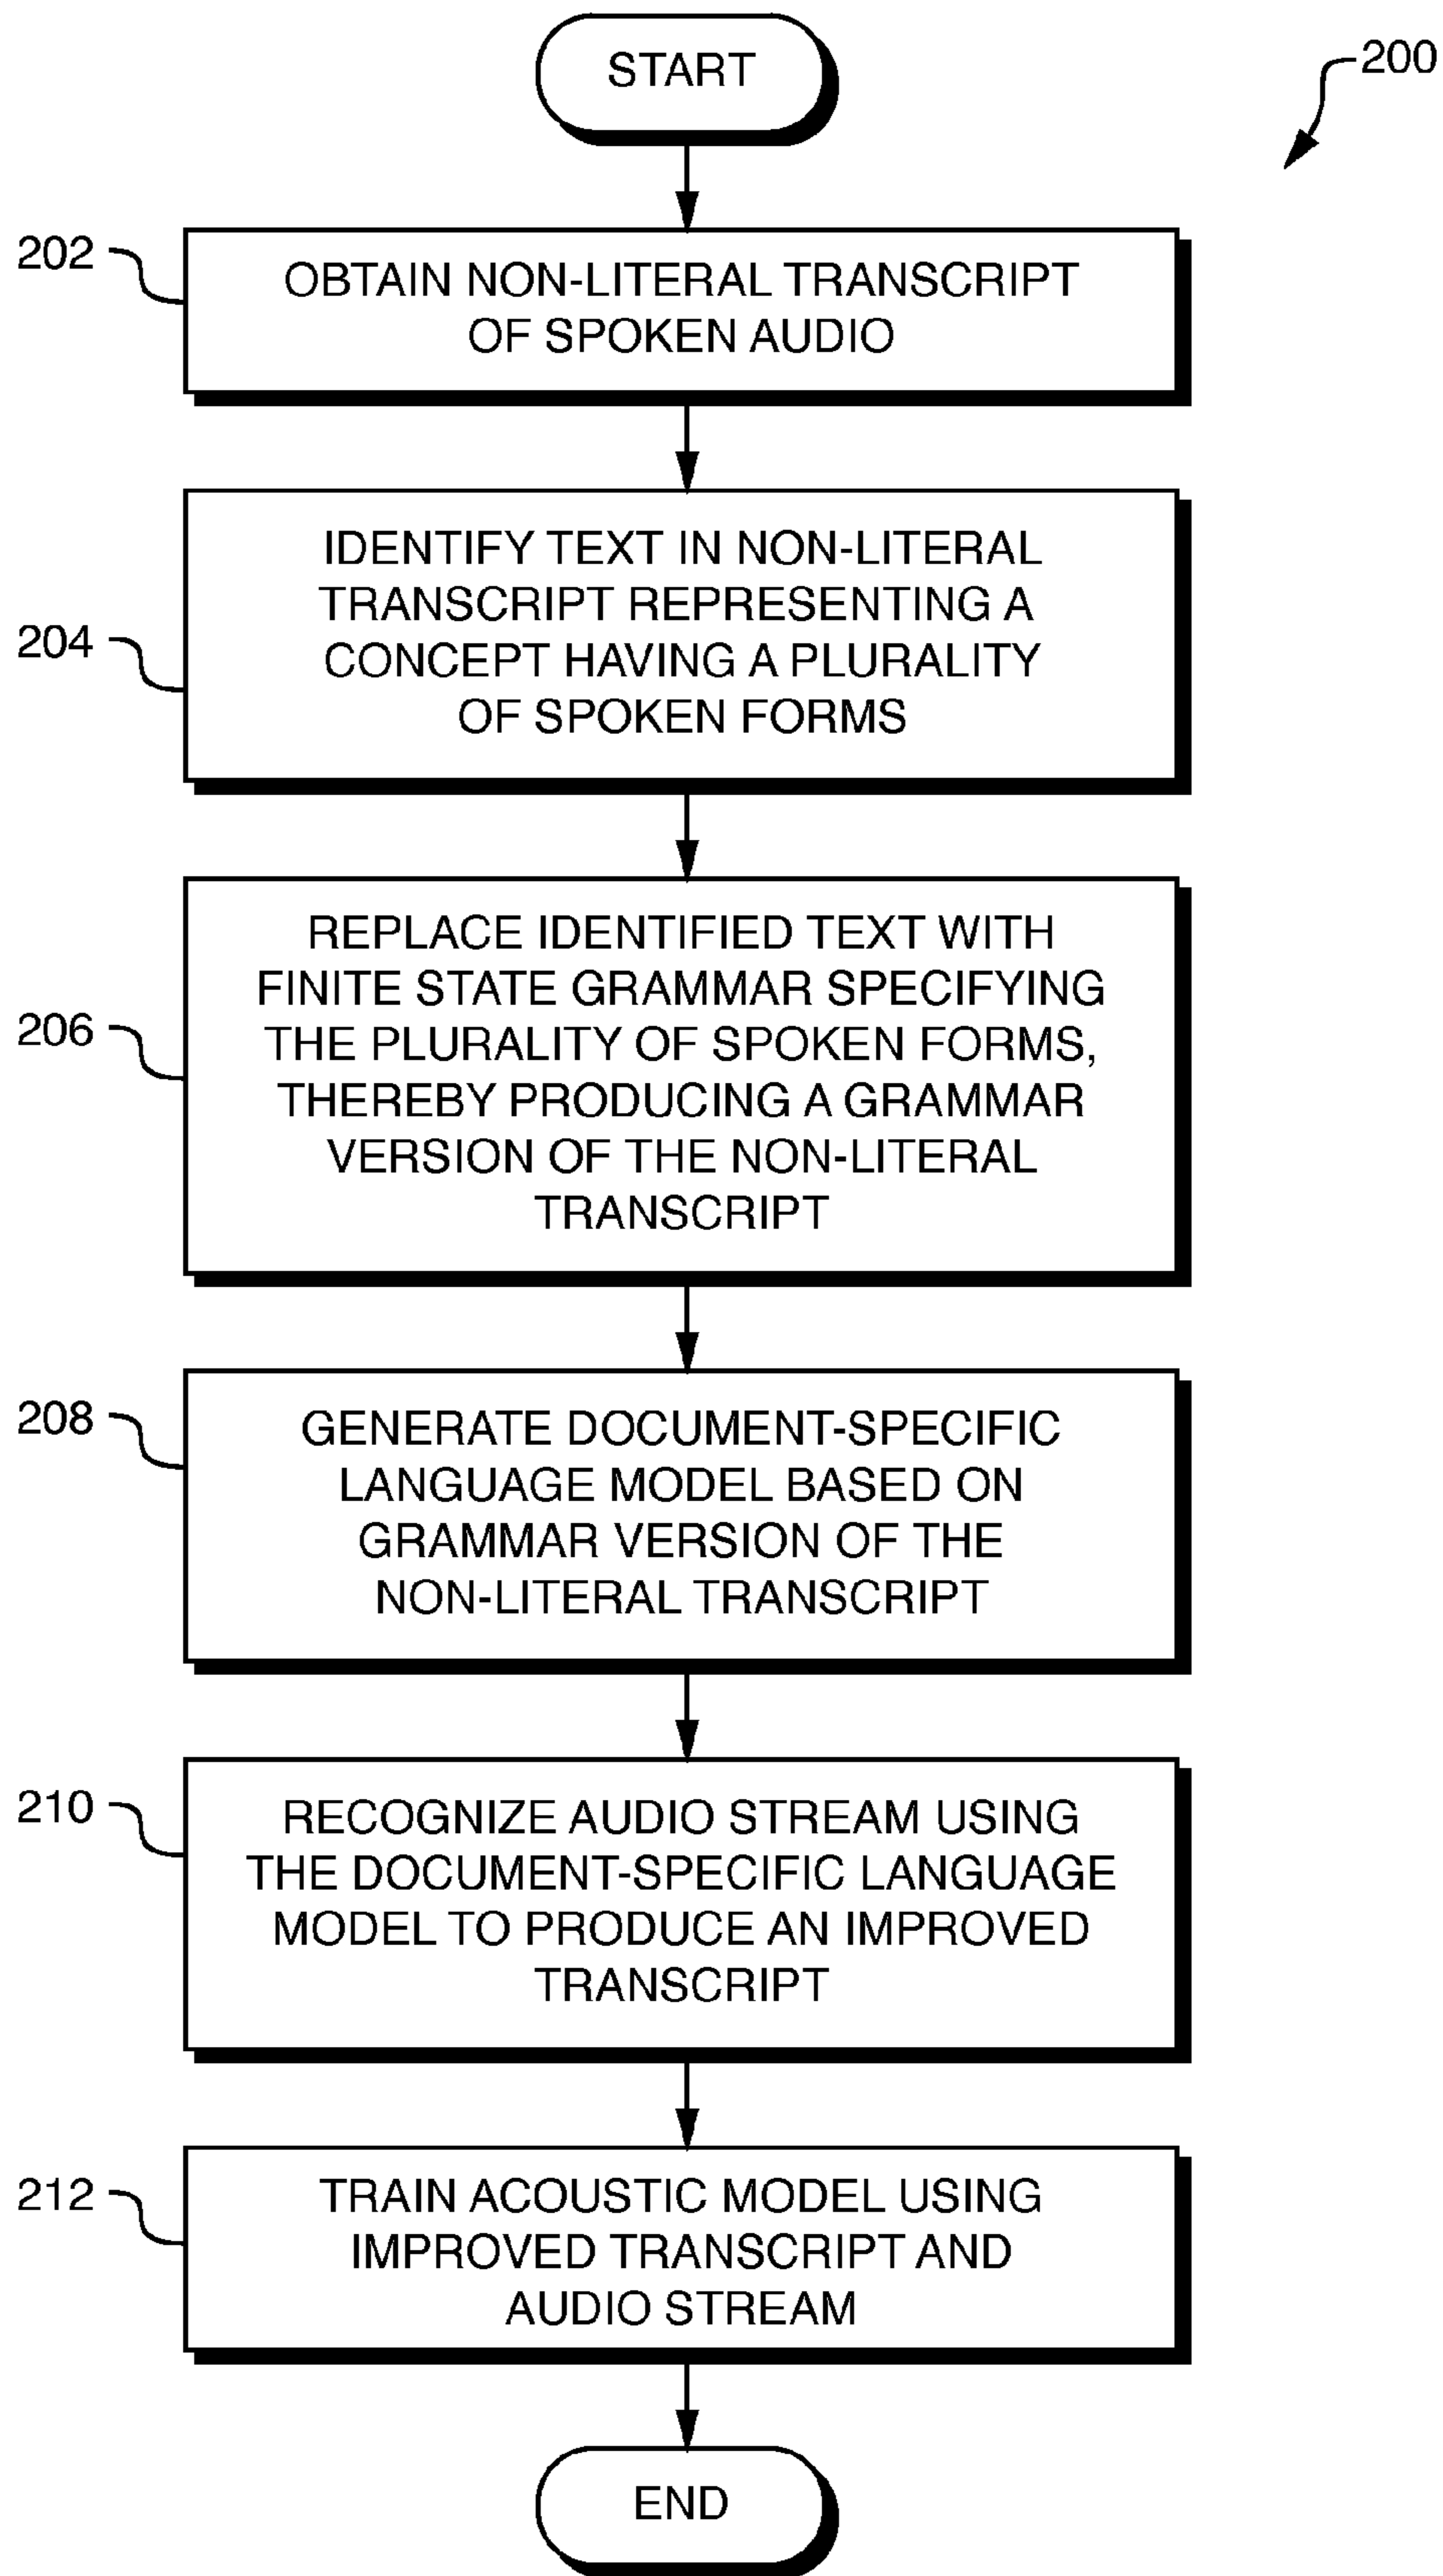 START
200
202
OBTAIN NON-LITERAL TRANSCRIPT
OF SPOKEN AUDIO
IDENTIFY TEXT IN NON-LITERAL
TRANSCRIPT REPRESENTING A
204
CONCEPT HAVING A PLURALITY
OF SPOKEN FORMS
REPLACE IDENTIFIED TEXT WITH
FINITE STATE GRAMMAR SPECIFYING
206
THE PLURALITY OF SPOKEN FORMS,
THEREBY PRODUCING A GRAMMAR
VERSION OF THE NON-LITERAL
TRANSCRIPT
208
GENERATE DOCUMENT-SPECIFIC
LANGUAGE MODEL BASED ON
GRAMMAR VERSION OF THE
NON-LITERAL TRANSCRIPT
210
RECOGNIZE AUDIO STREAM USING
THE DOCUMENT-SPECIFIC LANGUAGE
MODEL TO PRODUCE AN IMPROVED
TRANSCRIPT
212
TRAIN ACOUSTIC MODEL USING
IMPROVED TRANSCRIPT AND
AUDIO STREAM
END